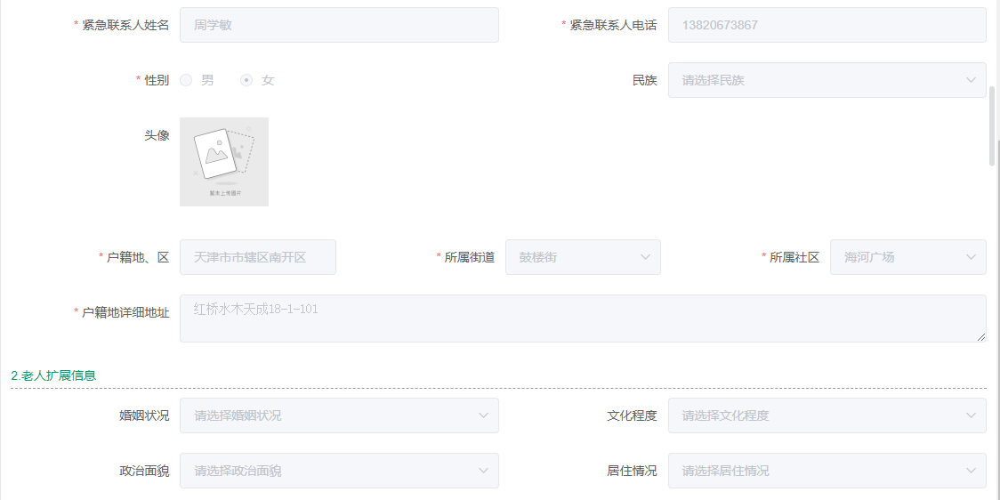 * 紧急联系人姓名 周学敏 * 紧急联系人电话 13820673867
* 性别 男 女 民族 请选择民族
头像
暂未上传图片
* 户籍地、区 天津市市辖区南开区 * 所属街道 鼓楼街 * 所属社区 海河广场
* 户籍地详细地址 红桥水木天成18-1-101
2.老人扩展信息
婚姻状况 请选择婚姻状况 文化程度 请选择文化程度
政治面貌 请选择政治面貌 居住情况 请选择居住情况